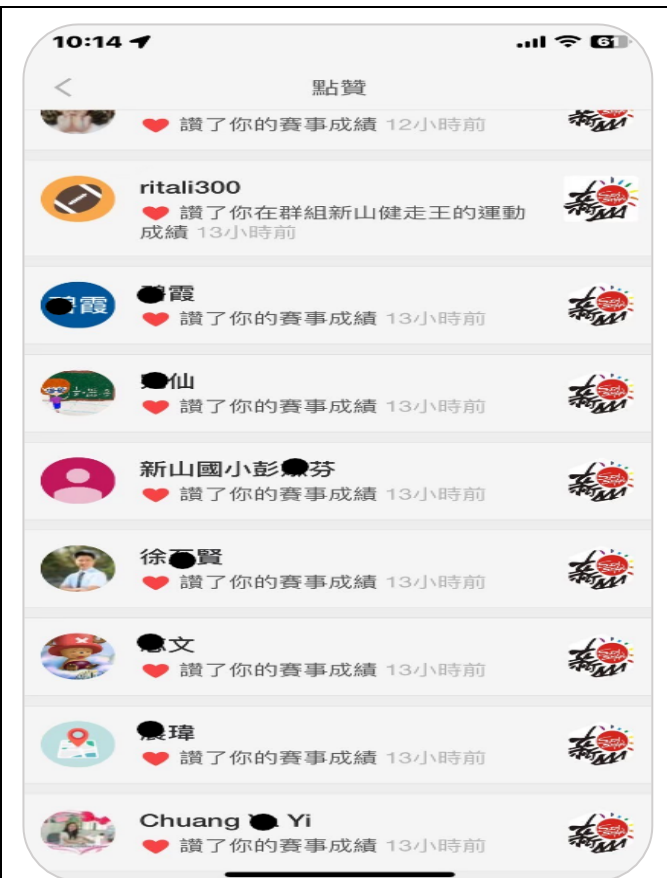 10:14
61
點贊
讚了你的賽事成績 12小時前
ritali300
讚了你在群組新山健走王的運動
成績 13小時前
霞
霞
讚了你的賽事成績 13小時前
仙
讚了你的賽事成績 13小時前
新山國小彭 芬
讚了你的賽事成績 13小時前
徐 賢
讚了你的賽事成績 13小時前
文
讚了你的賽事成績 13小時前
瑋
讚了你的賽事成績 13小時前
Chuang Yi
讚了你的賽事成績 13小時前